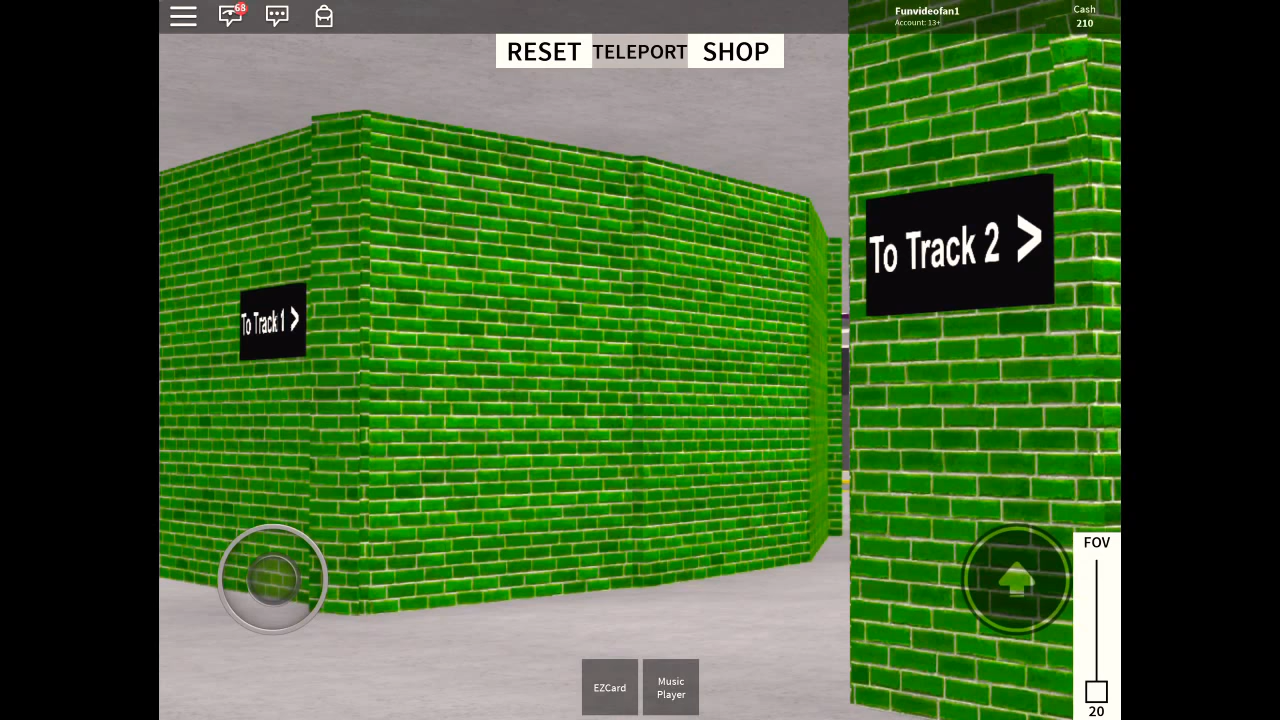 68
Funvideofan1
Account: 13+
Cash
210
RESET
TELEPORT
SHOP
To Track 2 >
To Track 1 >
FOV
20
EZCard
Music
Player